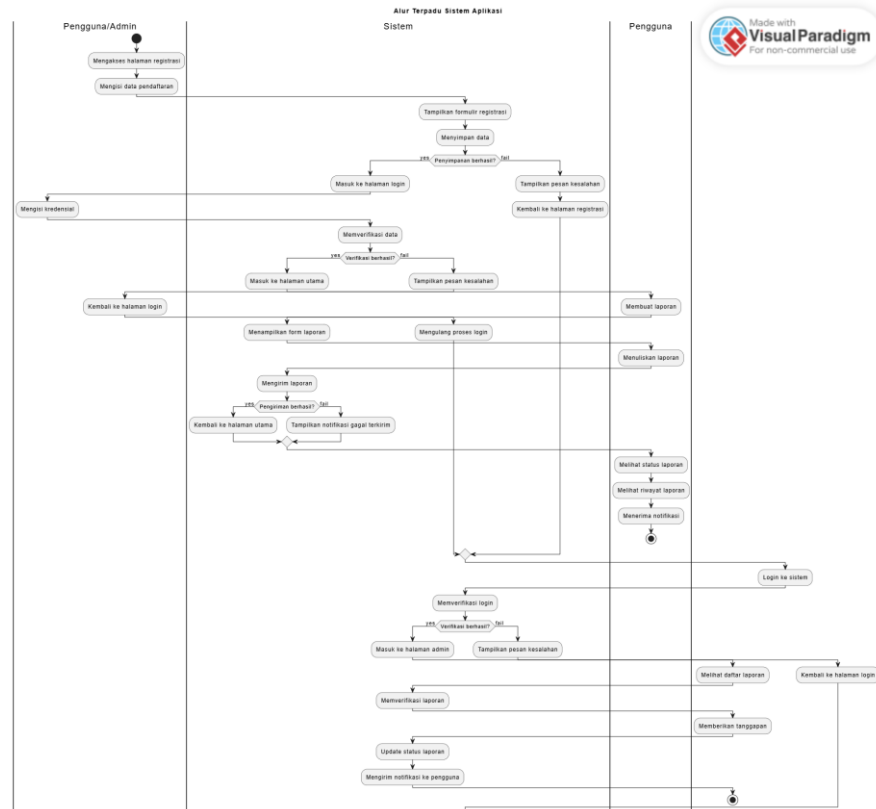 Alur Terpadu Sistem Aplikasi
Made with
Visual Paradigm
For non-commercial use
Pengguna/Admin
Sistem
Pengguna
Mengakses halaman registrasi
Mengisi data pendaftaran
Tampilkan formulir registrasi
Menyimpan data
yes
Penyimpanan berhasil?
fail
Masuk ke halaman login
Tampilkan pesan kesalahan
Mengisi kredensial
Kembali ke halaman registrasi
Memverifikasi data
yes
Verifikasi berhasil?
fail
Masuk ke halaman utama
Tampilkan pesan kesalahan
Kembali ke halaman login
Membuat laporan
Menampilkan form laporan
Mengulang proses login
Menuliskan laporan
Mengirim laporan
yes
Pengiriman berhasil?
fail
Kembali ke halaman utama
Tampilkan notifikasi gagal terkirim
Melihat status laporan
Melihat riwayat laporan
Menerima notifikasi
Login ke sistem
Memverifikasi login
yes
Verifikasi berhasil?
fail
Masuk ke halaman admin
Tampilkan pesan kesalahan
Melihat daftar laporan
Kembali ke halaman login
Memverifikasi laporan
Memberikan tanggapan
Update status laporan
Mengirim notifikasi ke pengguna